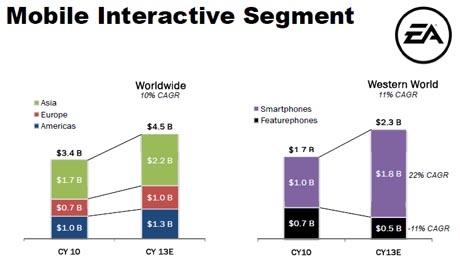 Mobile Interactive Segment
EA
Worldwide
10% CAGR
Asia
Europe
Americas
$3.4 B
$1.7 B
$0.7 B
$1.0 B
CY 10
$4.5 B
$2.2 B
$1.0 B
$1.3 B
CY 13E
Western World
11% CAGR
Smartphones
Featurephones
$1.7 B
$1.0 B
$0.7 B
CY10
$2.3 B
$1.8 B
22% CAGR
$0.5 B
-11% CAGR
CY13E